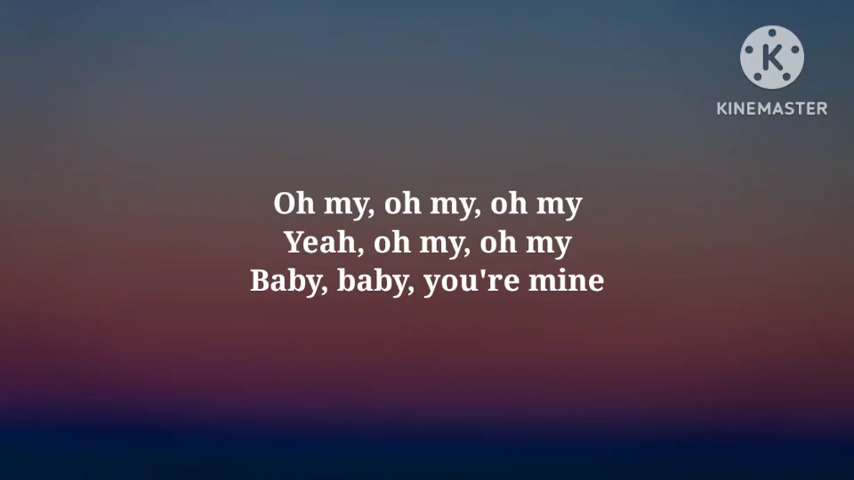 KINEMASTER
Oh my, oh my, oh my
Yeah, oh my, oh my
Baby, baby, you're mine